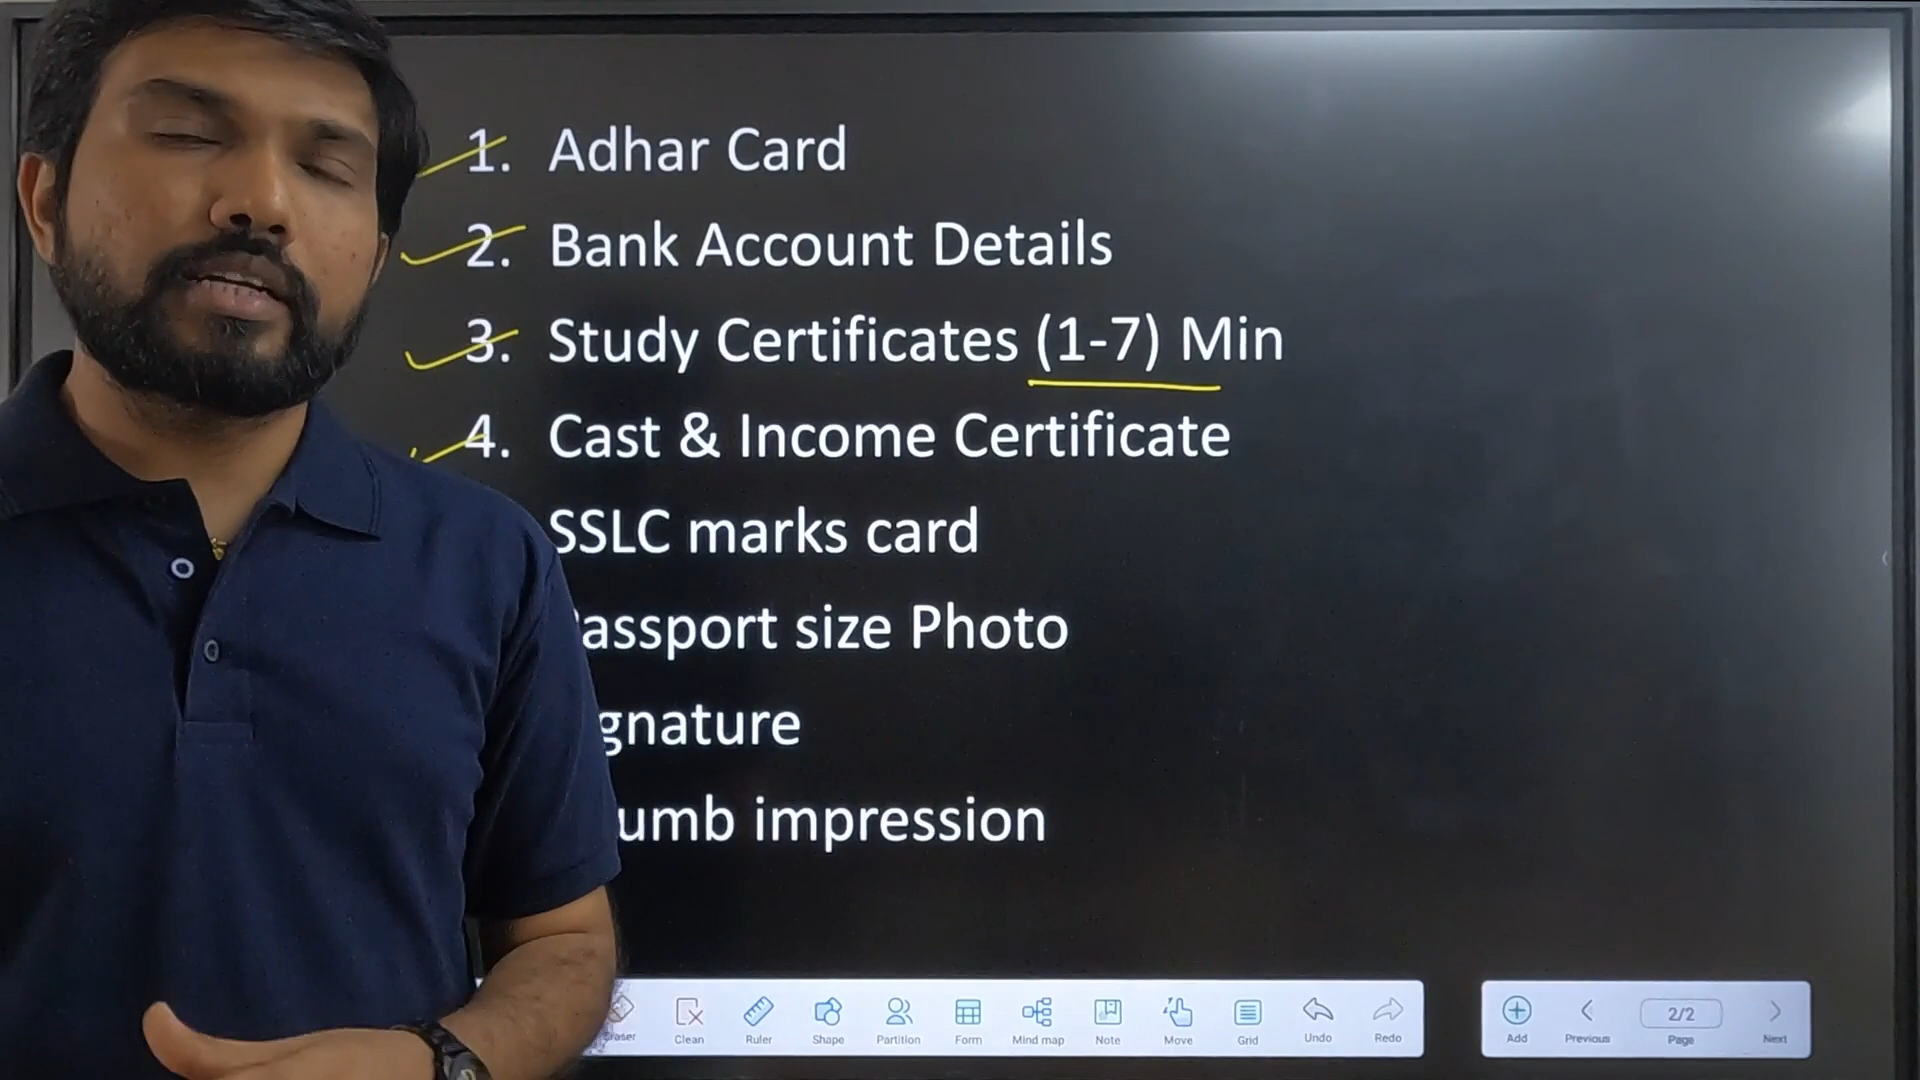 1. Adhar Card
2. Bank Account Details
3. Study Certificates (1-7) Min
4. Cast & Income Certificate
SSLC marks card
assport size Photo
gnature
umb impression
Eraser Clean Ruler Shape Partition Form Mind map Note Move Grid Undo Redo
Add Previous 2/2 Page Next